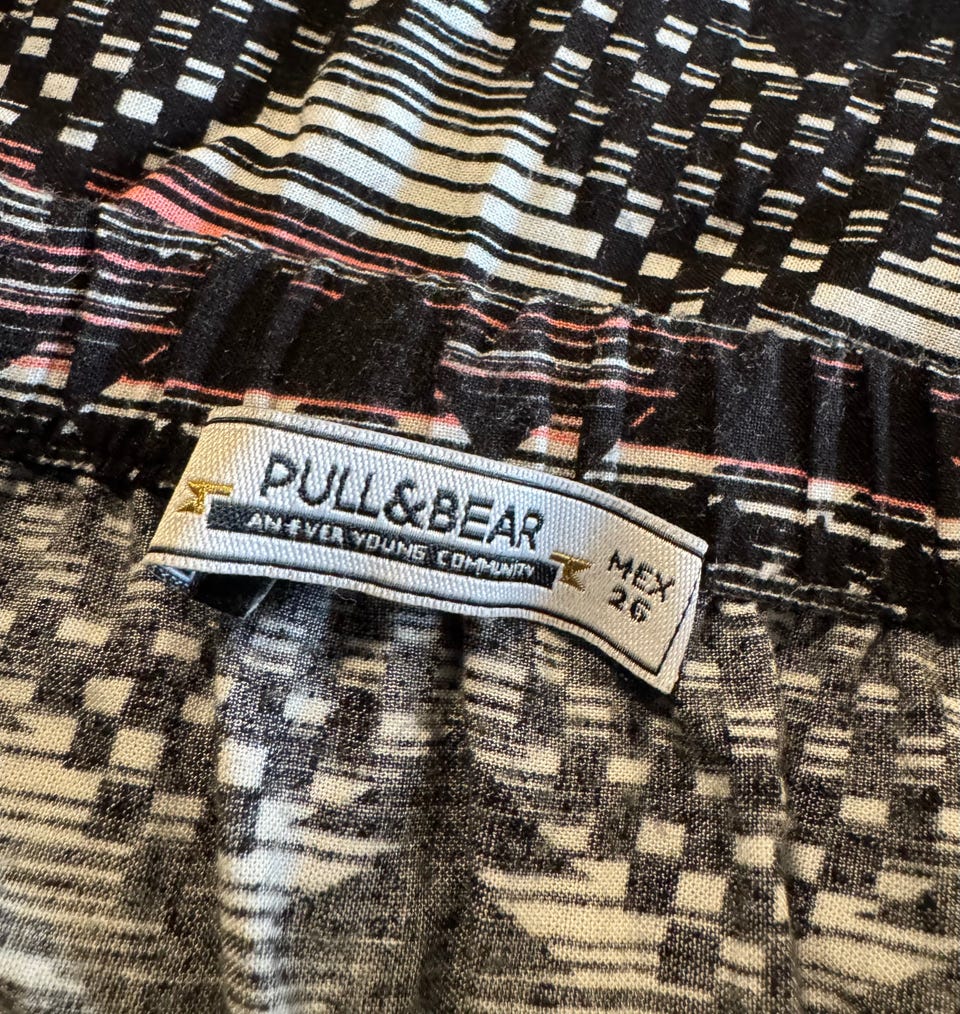 PULL&BEAR
AN EVER YOUNG COMMUNITY
MEX
26